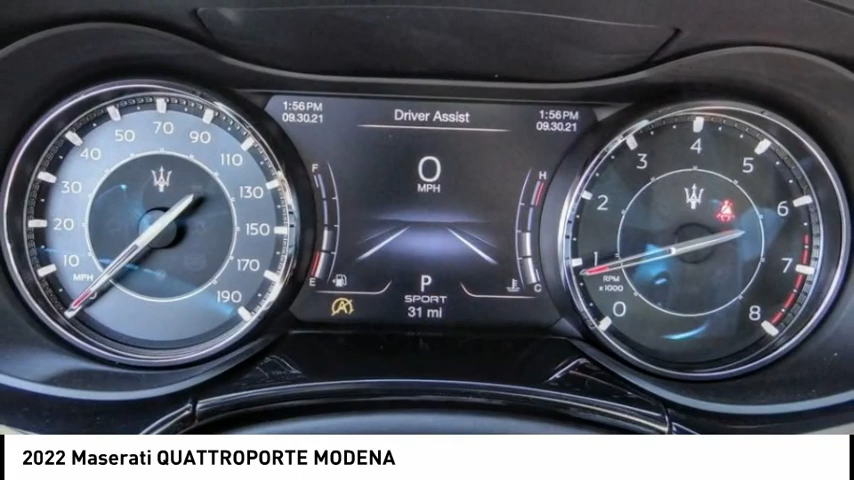 1:56 PM
09.30.21
Driver Assist
1:56 PM
09.30.21
10
20
30
40
50
70
90
110
130
150
170
190
MPH
F
E
0
MPH
P
SPORT
31 mi
H
C
0
1
2
3
4
5
6
7
8
RPM
x1000
2022 Maserati QUATTROPORTE MODENA